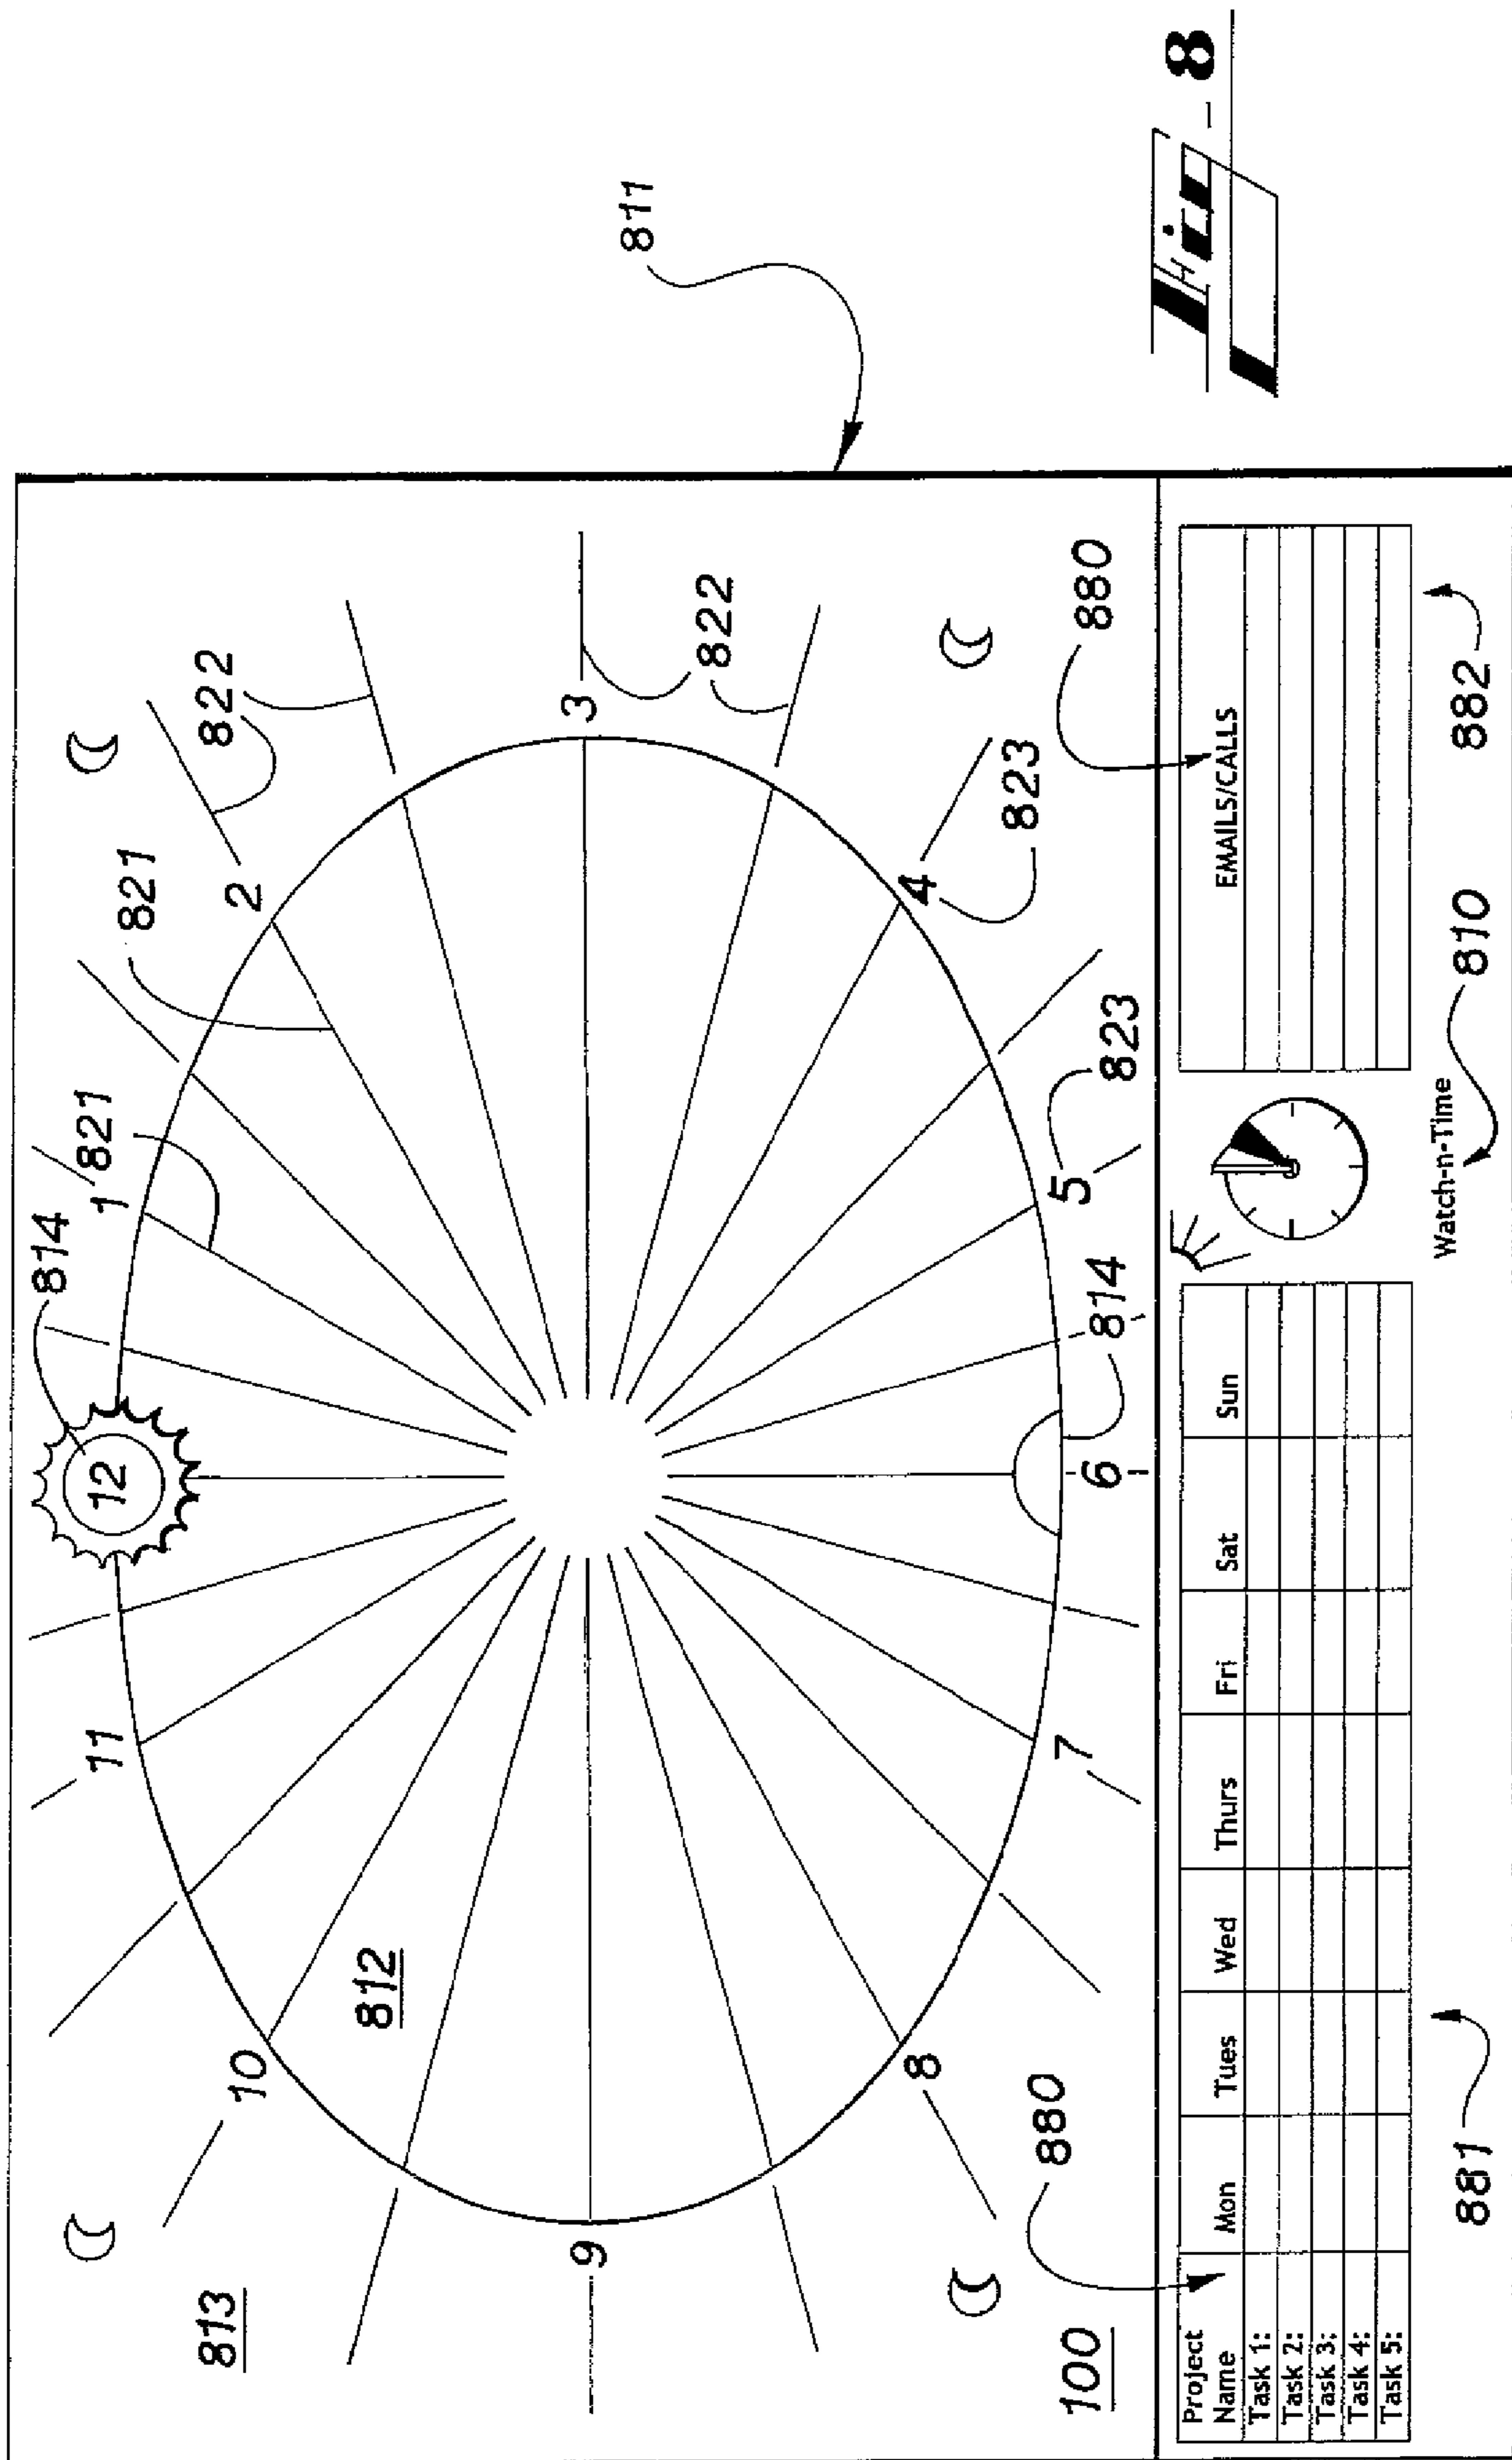 814
821
821
822
811
12
1
2
11
10
3
822
9
812
813
4
823
8
5
823
7
6
814
880
880
100
Project Name
Mon
Tues
Wed
Thurs
Fri
Sat
Sun
Task 1:
Task 2:
Task 3:
Task 4:
Task 5:
EMAILS/CALLS
Watch-n-Time
881
810
882
Fig-8